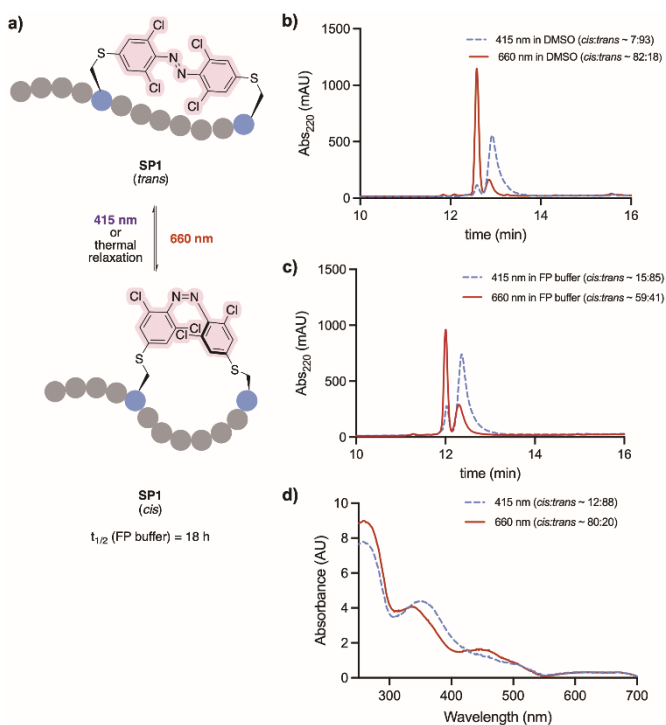 a)
Cl
Cl
Cl
Cl
N
N
S
S
SP1
(trans)
415 nm
or
thermal
relaxation
660 nm
N=N
Cl
Cl
Cl
Cl
S
S
SP1
(cis)
t1/2 (FP buffer) = 18 h
b)
415 nm in DMSO (cis:trans ~ 7:93)
660 nm in DMSO (cis:trans ~ 82:18)
Abs220 (mAU)
1500
1000
500
0
10
12
14
16
time (min)
c)
415 nm in FP buffer (cis:trans ~ 15:85)
660 nm in FP buffer (cis:trans ~ 59:41)
Abs220 (mAU)
1500
1000
500
0
10
12
14
16
time (min)
d)
415 nm (cis:trans ~ 12:88)
660 nm (cis:trans ~ 80:20)
Absorbance (AU)
10
8
6
4
2
0
300
400
500
600
700
Wavelength (nm)